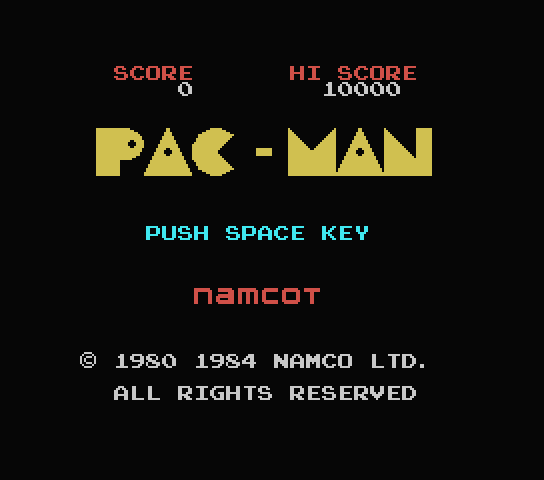 SCORE HI SCORE
0 10000
PAC-MAN
PUSH SPACE KEY
namcot
© 1980 1984 NAMCO LTD.
ALL RIGHTS RESERVED